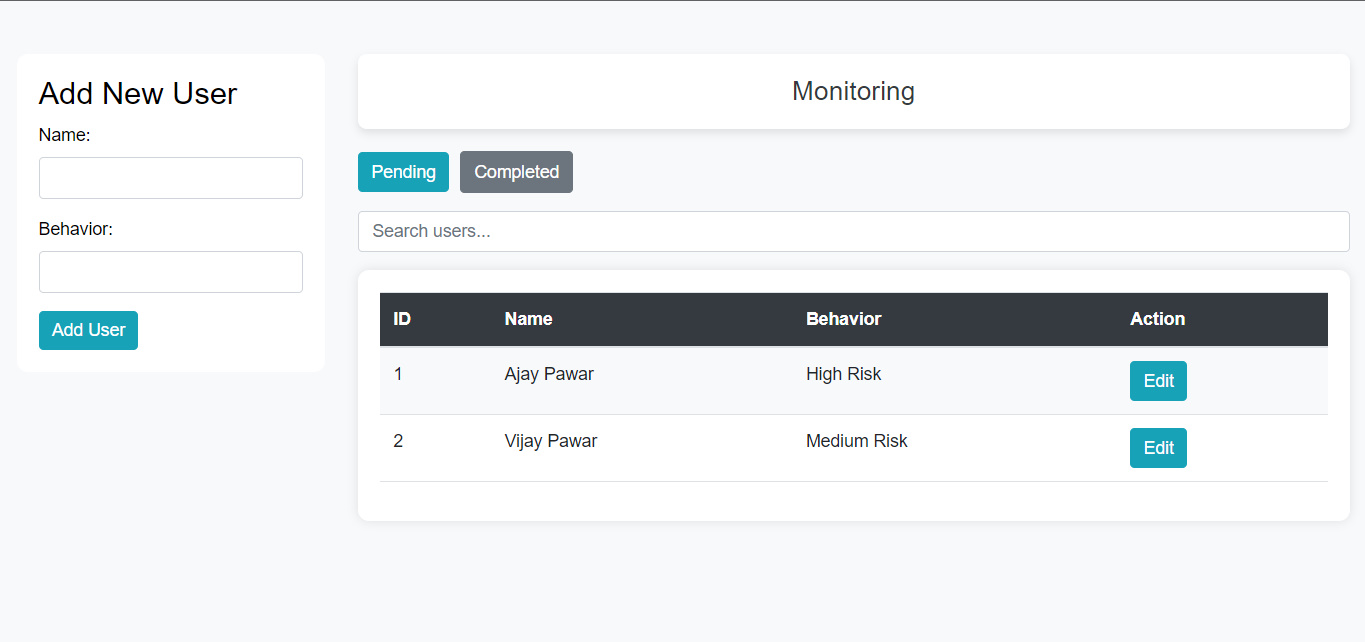 Add New User
Name:
Behavior:
Add User
Monitoring
Pending Completed
Search users...
ID Name Behavior Action
1 Ajay Pawar High Risk Edit
2 Vijay Pawar Medium Risk Edit